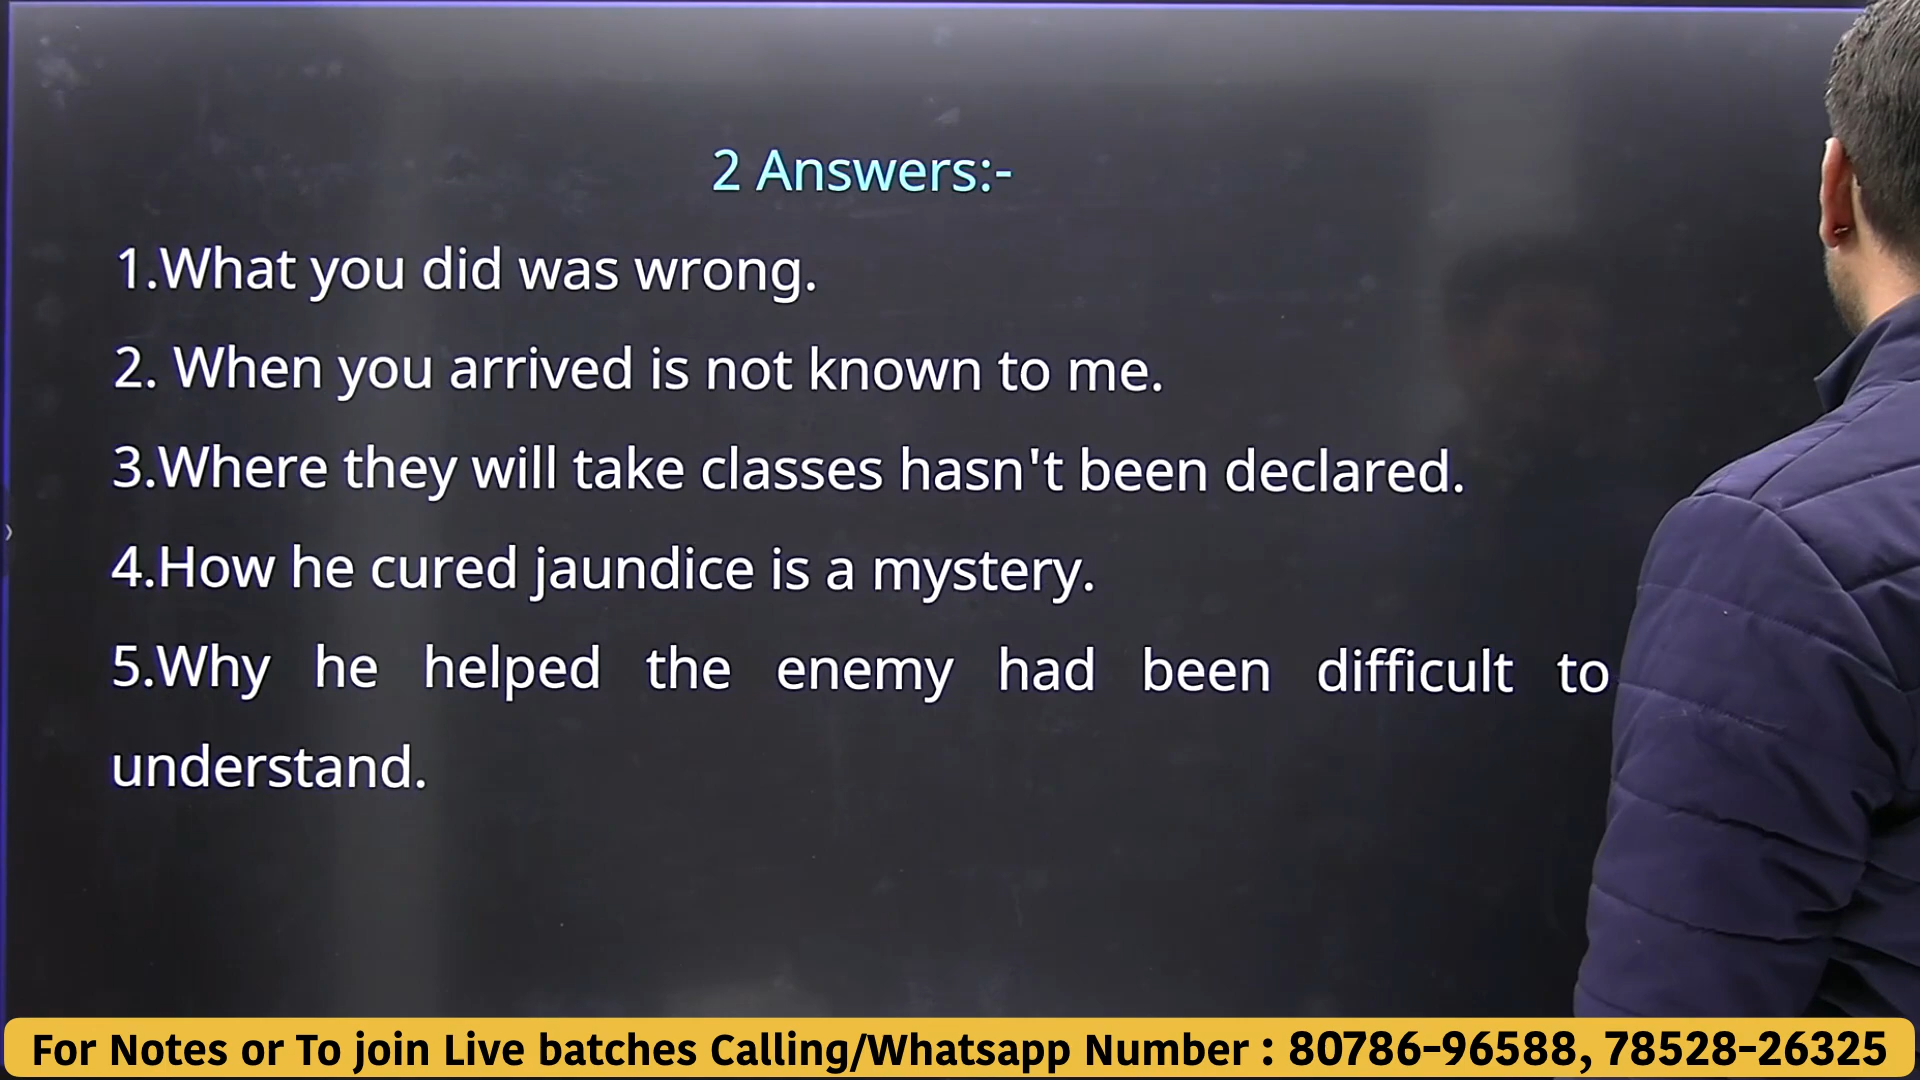 2 Answers:-
1.What you did was wrong.
2. When you arrived is not known to me.
3.Where they will take classes hasn't been declared.
4.How he cured jaundice is a mystery.
5.Why he helped the enemy had been difficult to
understand.
For Notes or To join Live batches Calling/Whatsapp Number : 80786-96588, 78528-26325